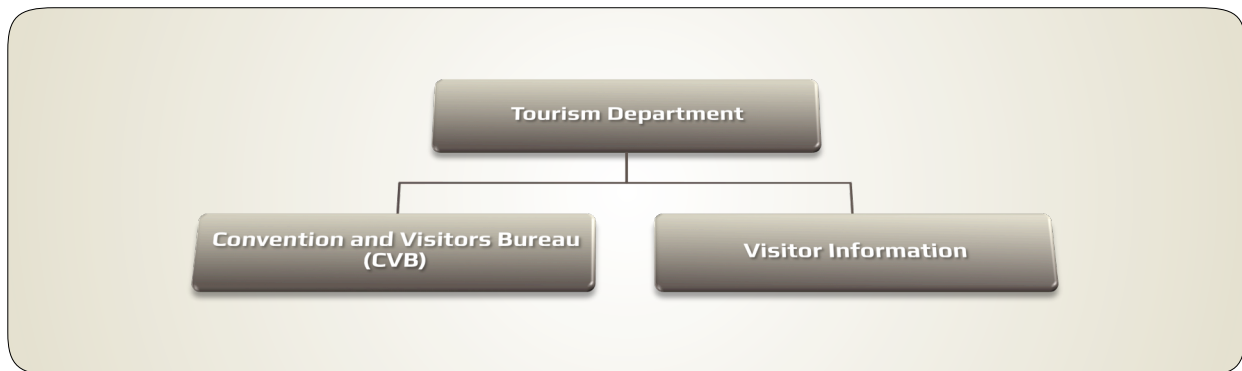 Tourism Department
Convention and Visitors Bureau
(CVB)
Visitor Information